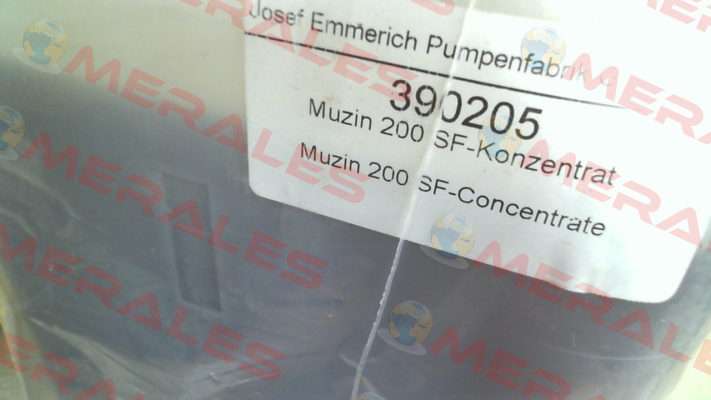 Josef Emmerich Pumpenfabrik
390205
Muzin 200 SF-Konzentrat
Muzin 200 SF-Concentrate
MERALES
MERALES
MERALES
MERALES
MERALES
MERALES